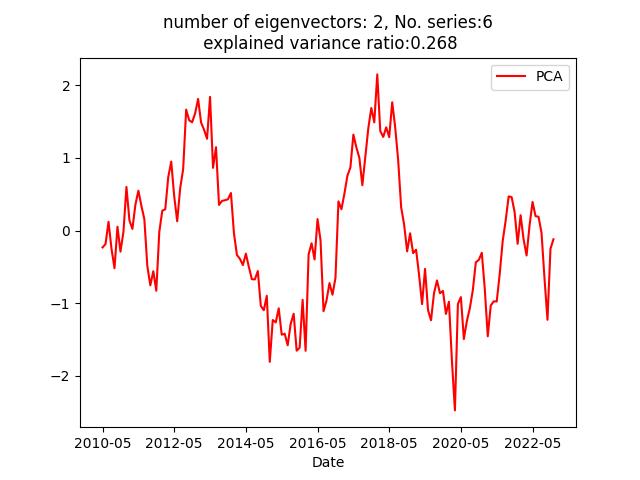 number of eigenvectors: 2, No. series:6
explained variance ratio:0.268
PCA
2
1
0
−1
−2
2010-05 2012-05 2014-05 2016-05 2018-05 2020-05 2022-05
Date